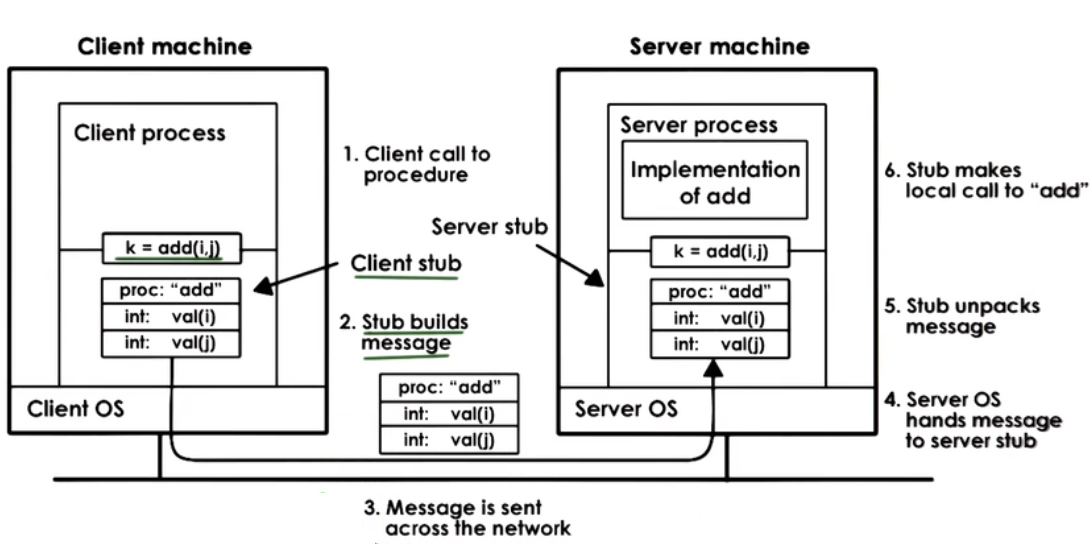 Client machine
Client process
k = add(i,j)
proc: “add”
int: val(i)
int: val(j)
Client OS
1. Client call to
procedure
Server stub
Client stub
2. Stub builds
message
proc: “add”
int: val(i)
int: val(j)
3. Message is sent
across the network
Server machine
Server process
Implementation
of add
k = add(i,j)
proc: “add”
int: val(i)
int: val(j)
Server OS
6. Stub makes
local call to “add”
5. Stub unpacks
message
4. Server OS
hands message
to server stub